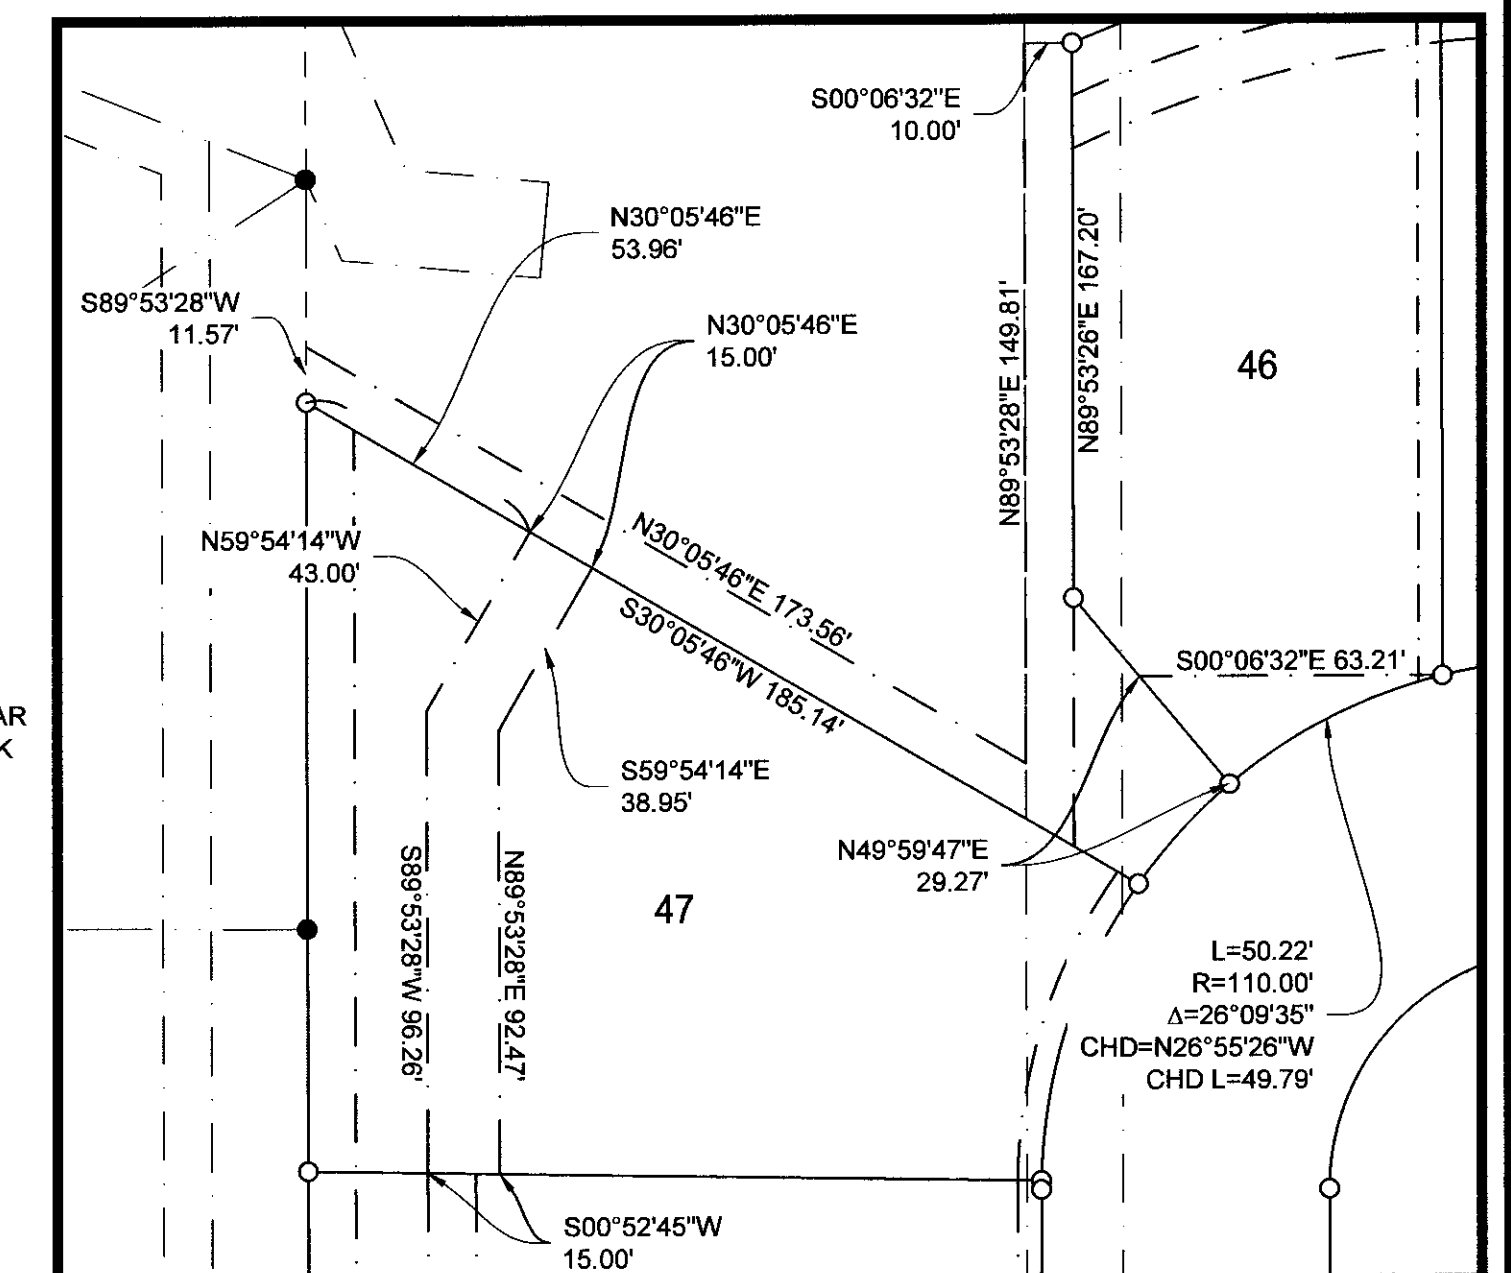 S00°06'32"E
10.00'
N30°05'46"E
53.96'
S89°53'28"W
11.57'
N30°05'46"E
15.00'
N89°53'28"E 149.81'
N89°53'26"E 167.20'
46
N59°54'14"W
43.00'
N30°05'46"E 173.56'
S30°05'46"W 185.14'
S00°06'32"E 63.21'
AR
K
S59°54'14"E
38.95'
N49°59'47"E
29.27'
S89°53'28"W 96.26'
N89°53'28"E 92.47'
47
L=50.22'
R=110.00'
Δ=26°09'35"
CHD=N26°55'26"W
CHD L=49.79'
S00°52'45"W
15.00'